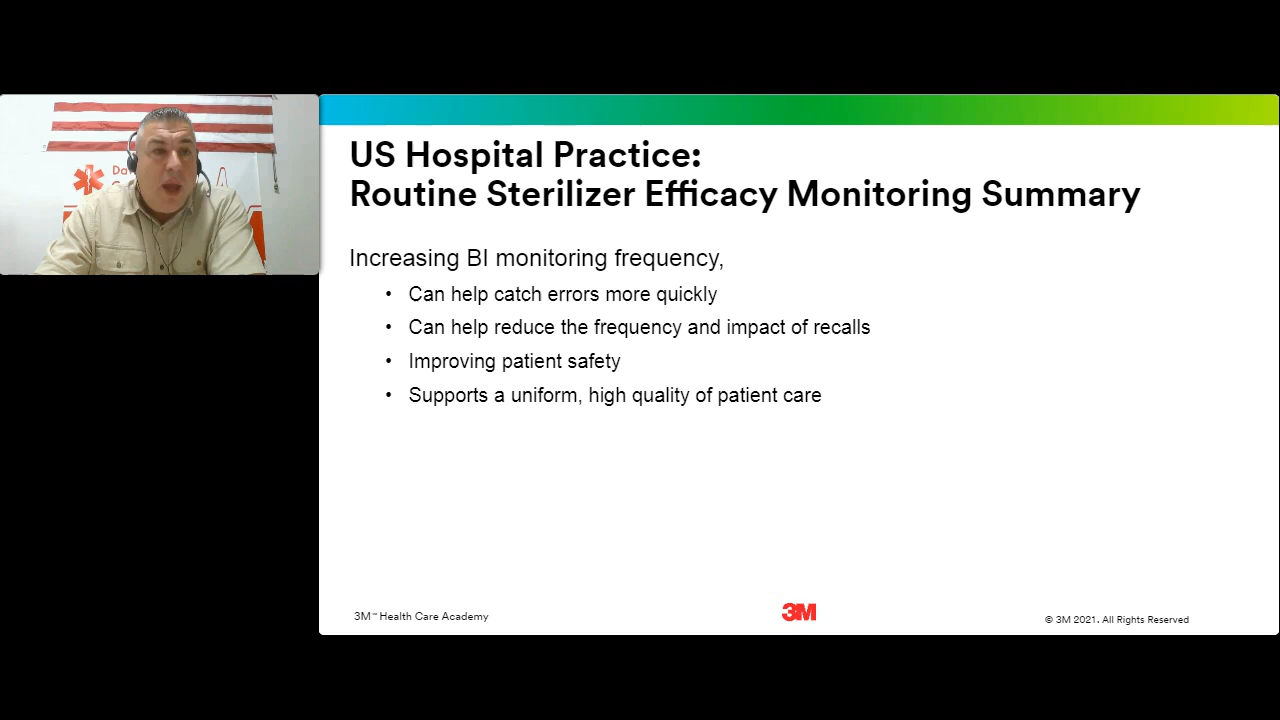 US Hospital Practice:
Routine Sterilizer Efficacy Monitoring Summary
Increasing BI monitoring frequency,
• Can help catch errors more quickly
• Can help reduce the frequency and impact of recalls
• Improving patient safety
• Supports a uniform, high quality of patient care
3M™ Health Care Academy
3M
© 3M 2021. All Rights Reserved